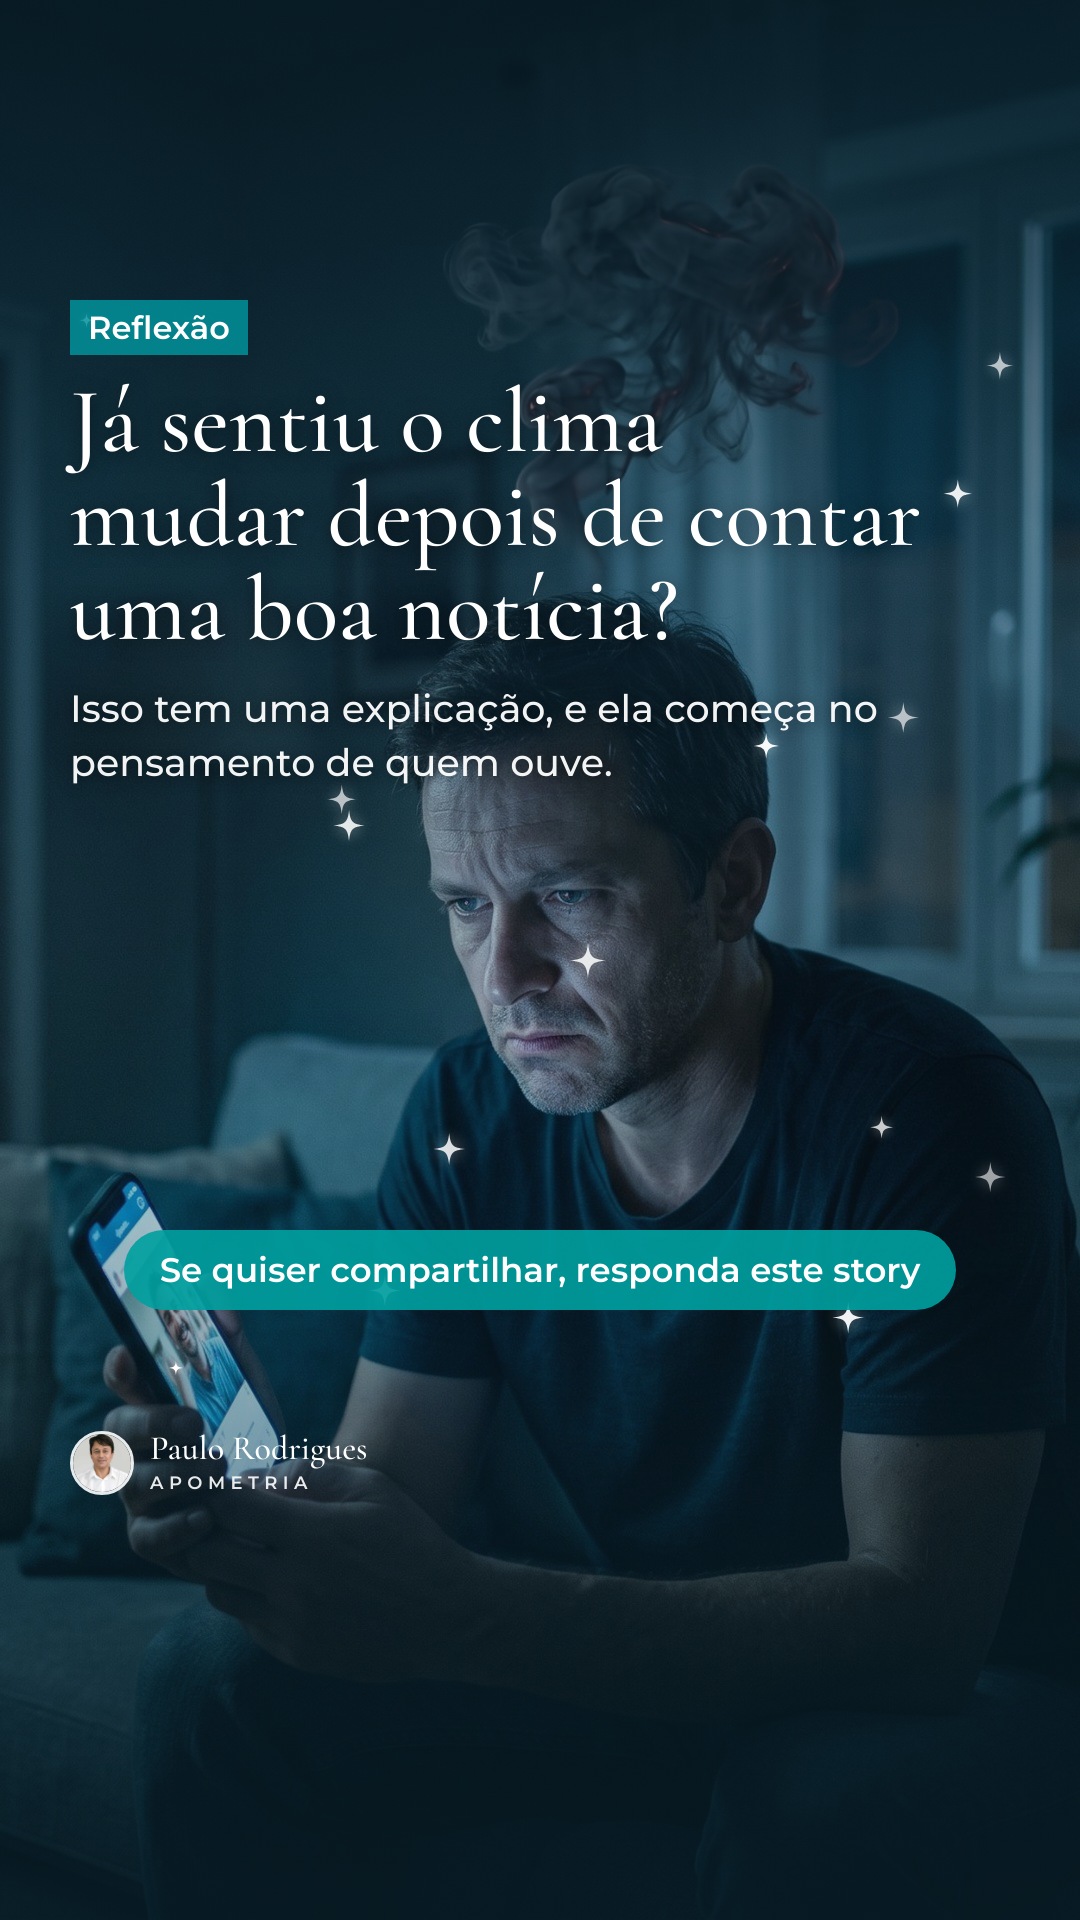 Reflexão
Já sentiu o clima
mudar depois de contar
uma boa notícia?
Isso tem uma explicação, e ela começa no
pensamento de quem ouve.
Se quiser compartilhar, responda este story
Paulo Rodrigues
APOMETRIA